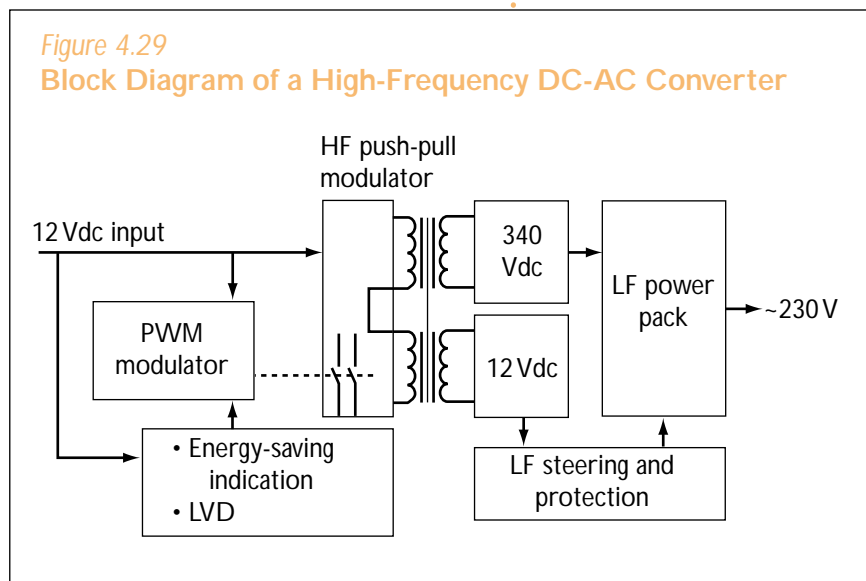 Figure 4.29
Block Diagram of a High-Frequency DC-AC Converter
HF push-pull
modulator
12 Vdc input
340
Vdc
LF power
pack
~230 V
PWM
modulator
12 Vdc
• Energy-saving
indication
• LVD
LF steering and
protection